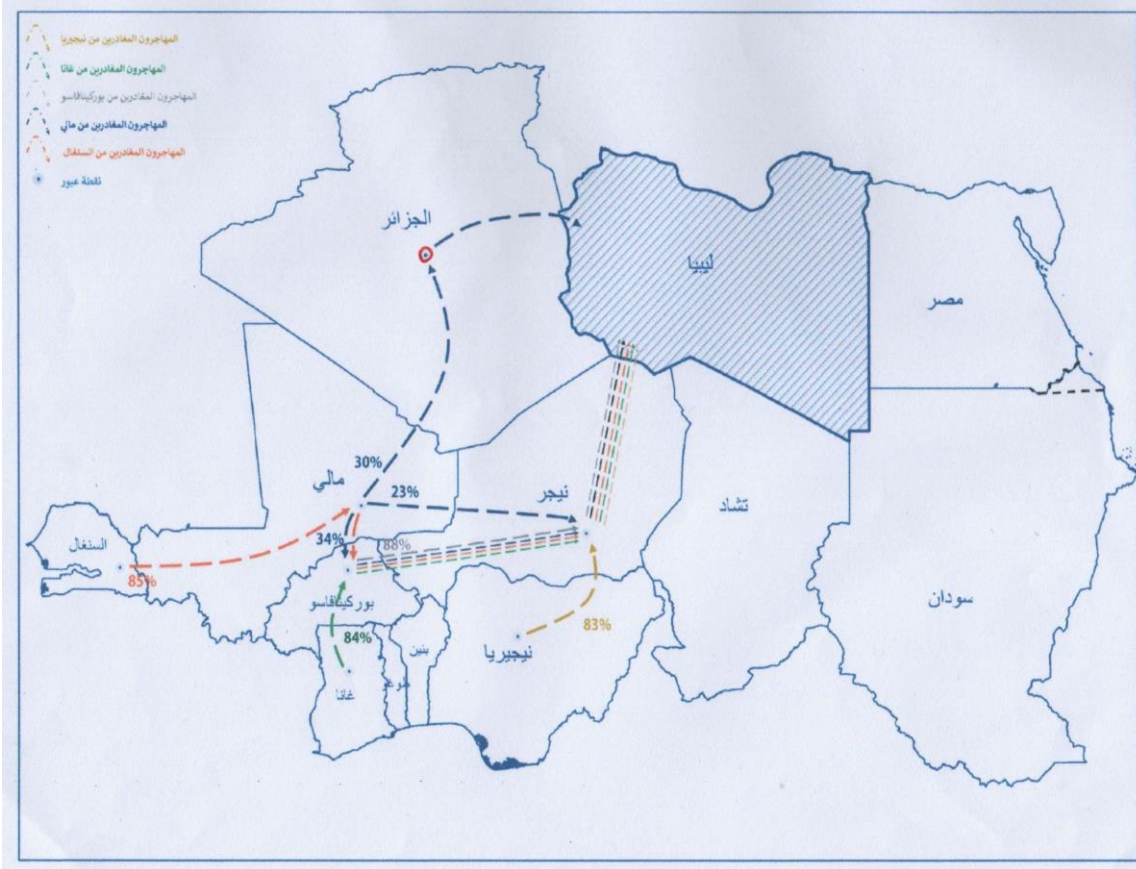 المهاجرون المغادرين من نيجيريا
المهاجرون المغادرين من غانا
المهاجرون المغادرين من بوركينافاسو
المهاجرون المغادرين من مالي
المهاجرون المغادرين من السنغال
نقطة عبور
الجزائر
ليبيا
مصر
30%
مالي
23%
نيجر
تشاد
السنغال
34%
88%
85%
بوركينافاسو
سودان
84%
83%
بنين
نيجيريا
غانا